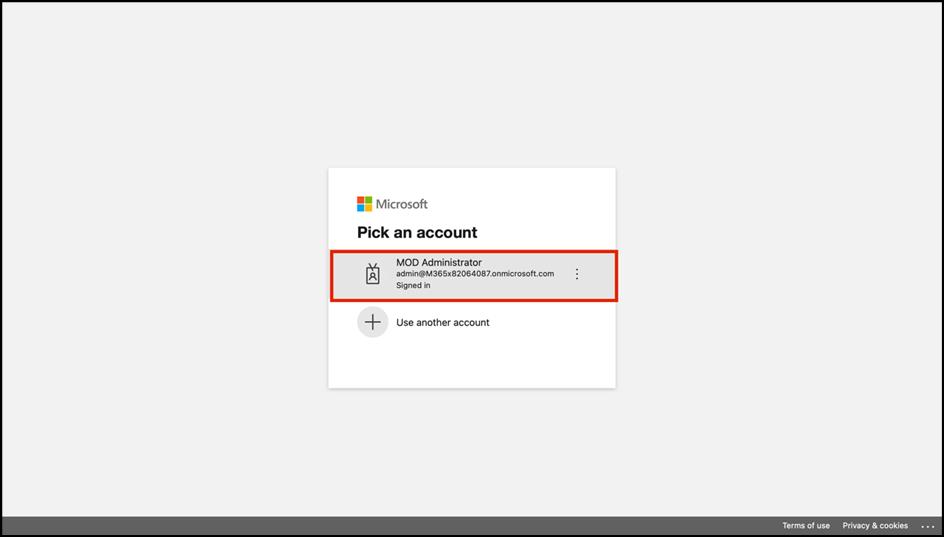 Microsoft
Pick an account
MOD Administrator
admin@M365x82064087.onmicrosoft.com
Signed in
Use another account
Terms of use Privacy & cookies ...